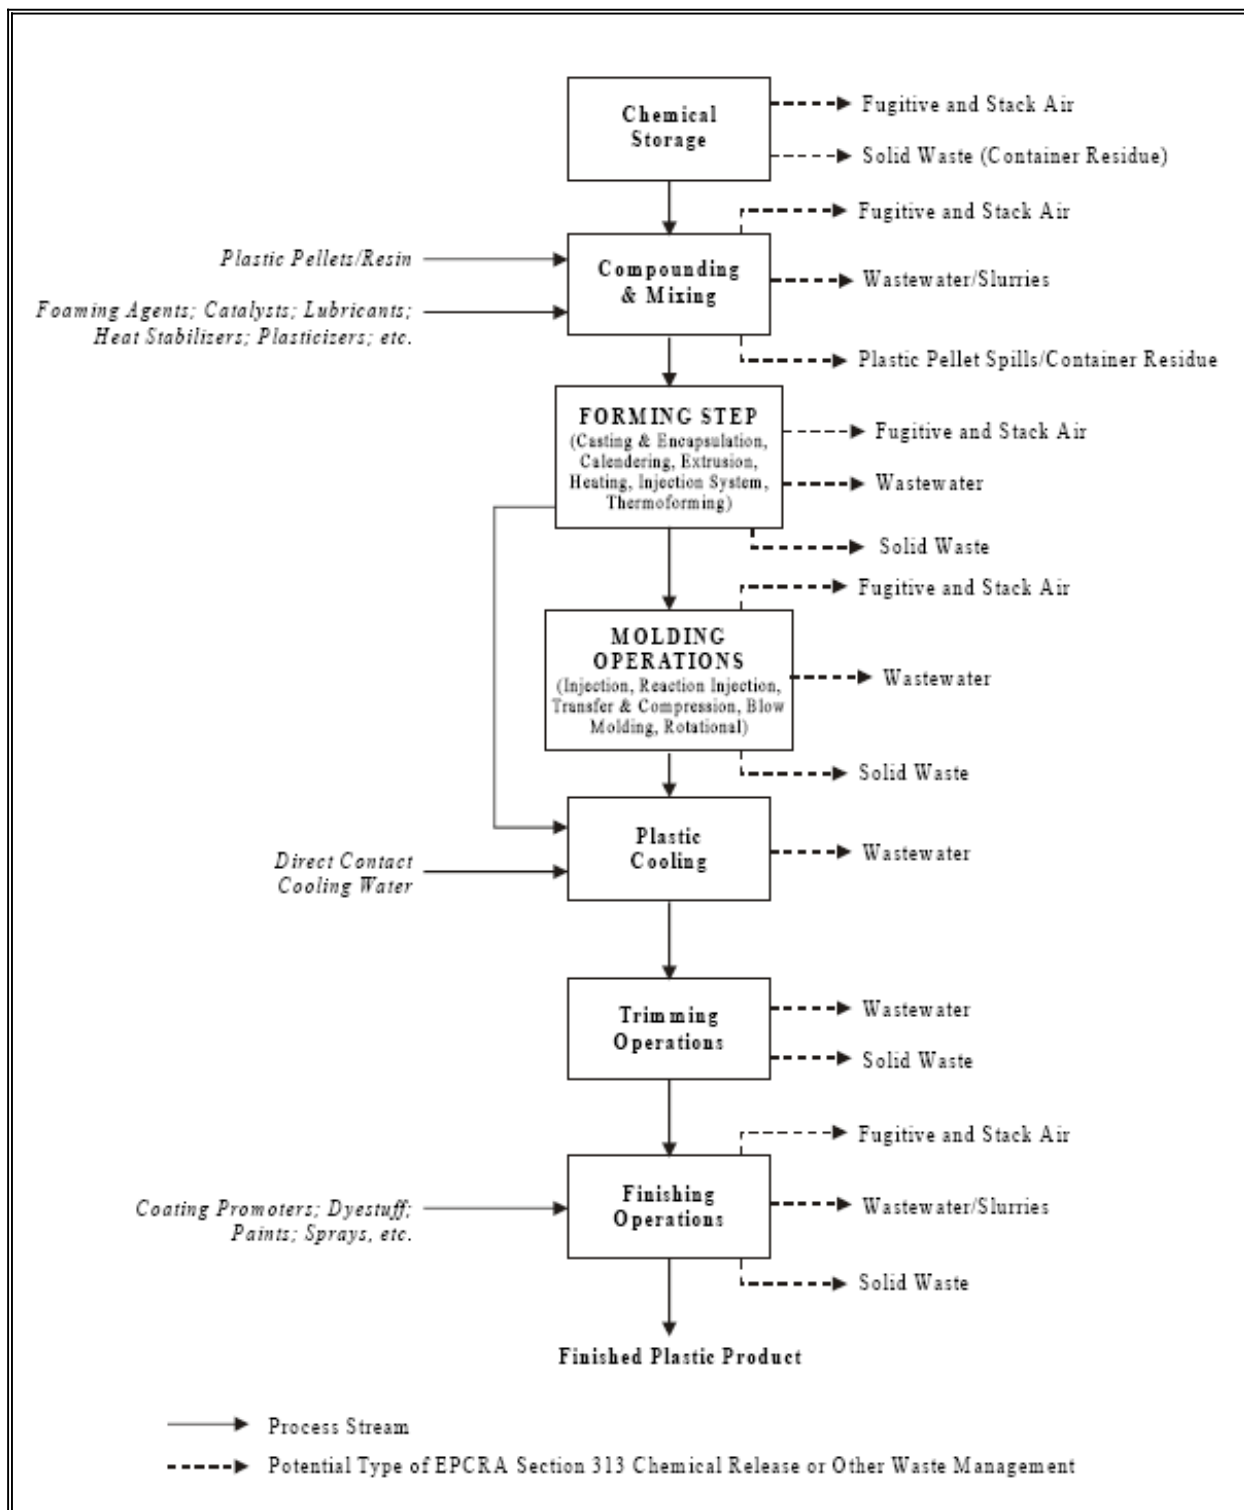 Chemical
Storage
Fugitive and Stack Air
Solid Waste (Container Residue)
Fugitive and Stack Air
Plastic Pellets/Resin
Compounding
& Mixing
Wastewater/Slurries
Foaming Agents; Catalysts; Lubricants;
Heat Stabilizers; Plasticizers; etc.
Plastic Pellet Spills/Container Residue
FORMING STEP
(Casting & Encapsulation,
Calendering, Extrusion,
Heating, Injection System,
Thermoforming)
Fugitive and Stack Air
Wastewater
Solid Waste
Fugitive and Stack Air
MOLDING
OPERATIONS
(Injection, Reaction Injection,
Transfer & Compression, Blow
Molding, Rotational)
Wastewater
Solid Waste
Plastic
Cooling
Wastewater
Direct Contact
Cooling Water
Trimming
Operations
Wastewater
Solid Waste
Fugitive and Stack Air
Finishing
Operations
Coating Promoters; Dyestuff;
Paints; Sprays, etc.
Wastewater/Slurries
Solid Waste
Finished Plastic Product
Process Stream
Potential Type of EPCRA Section 313 Chemical Release or Other Waste Management